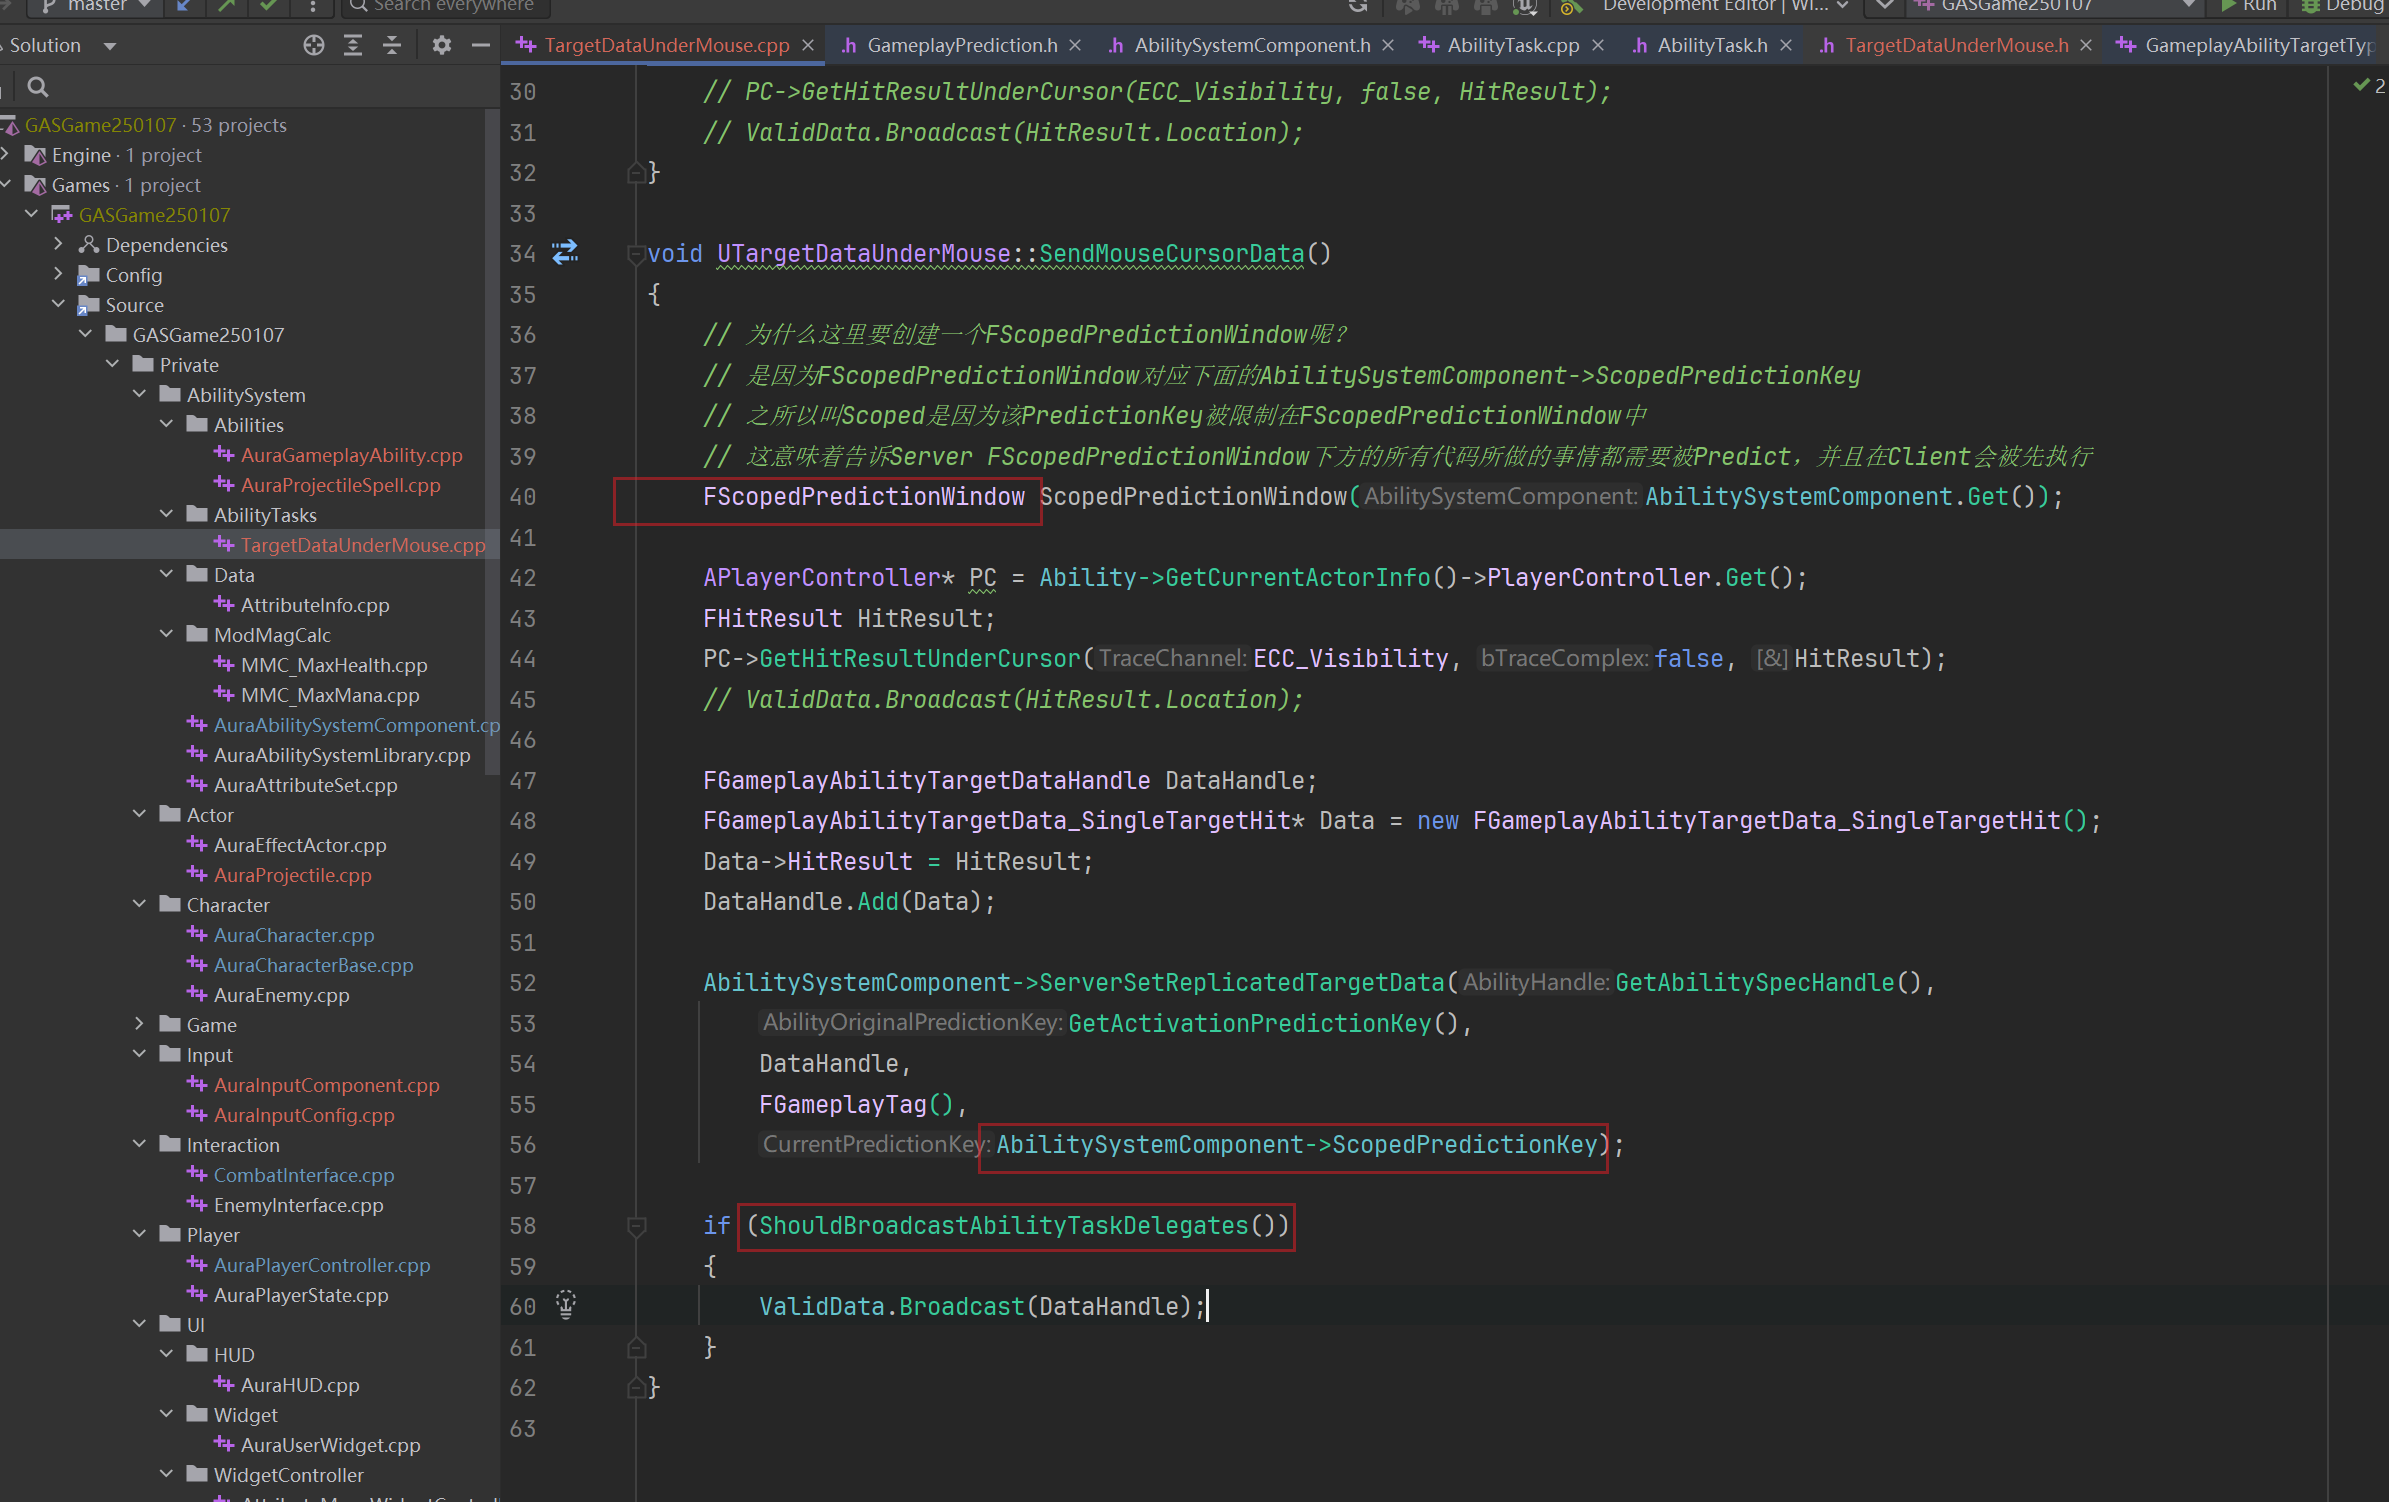 master
Search everywhere
Development Editor | Wi...
GASGame250107
Run
Debug
Solution
TargetDataUnderMouse.cpp
GameplayPrediction.h
AbilitySystemComponent.h
AbilityTask.cpp
AbilityTask.h
TargetDataUnderMouse.h
GameplayAbilityTargetTyp
GASGame250107 · 53 projects
Engine · 1 project
Games · 1 project
GASGame250107
Dependencies
Config
Source
GASGame250107
Private
AbilitySystem
Abilities
AuraGameplayAbility.cpp
AuraProjectileSpell.cpp
AbilityTasks
TargetDataUnderMouse.cpp
Data
AttributeInfo.cpp
ModMagCalc
MMC_MaxHealth.cpp
MMC_MaxMana.cpp
AuraAbilitySystemComponent.cp
AuraAbilitySystemLibrary.cpp
AuraAttributeSet.cpp
Actor
AuraEffectActor.cpp
AuraProjectile.cpp
Character
AuraCharacter.cpp
AuraCharacterBase.cpp
AuraEnemy.cpp
Game
Input
AuraInputComponent.cpp
AuraInputConfig.cpp
Interaction
CombatInterface.cpp
EnemyInterface.cpp
Player
AuraPlayerController.cpp
AuraPlayerState.cpp
UI
HUD
AuraHUD.cpp
Widget
AuraUserWidget.cpp
WidgetController
2
30 // PC->GetHitResultUnderCursor(ECC_Visibility, false, HitResult);
31 // ValidData.Broadcast(HitResult.Location);
32 }
33
34 void UTargetDataUnderMouse::SendMouseCursorData()
35 {
36 // 为什么这里要创建一个FScopedPredictionWindow呢？
37 // 是因为FScopedPredictionWindow对应下面的AbilitySystemComponent->ScopedPredictionKey
38 // 之所以叫Scoped是因为该PredictionKey被限制在FScopedPredictionWindow中
39 // 这意味着告诉Server FScopedPredictionWindow下方的所有代码所做的事情都需要被Predict，并且在Client会被先执行
40 FScopedPredictionWindow ScopedPredictionWindow(AbilitySystemComponent:AbilitySystemComponent.Get());
41
42 APlayerController* PC = Ability->GetCurrentActorInfo()->PlayerController.Get();
43 FHitResult HitResult;
44 PC->GetHitResultUnderCursor(TraceChannel:ECC_Visibility, bTraceComplex:false, [&]HitResult);
45 // ValidData.Broadcast(HitResult.Location);
46
47 FGameplayAbilityTargetDataHandle DataHandle;
48 FGameplayAbilityTargetData_SingleTargetHit* Data = new FGameplayAbilityTargetData_SingleTargetHit();
49 Data->HitResult = HitResult;
50 DataHandle.Add(Data);
51
52 AbilitySystemComponent->ServerSetReplicatedTargetData(AbilityHandle:GetAbilitySpecHandle(),
53 AbilityOriginalPredictionKey:GetActivationPredictionKey(),
54 DataHandle,
55 FGameplayTag(),
56 CurrentPredictionKey:AbilitySystemComponent->ScopedPredictionKey);
57
58 if (ShouldBroadcastAbilityTaskDelegates())
59 {
60 ValidData.Broadcast(DataHandle);
61 }
62 }
63